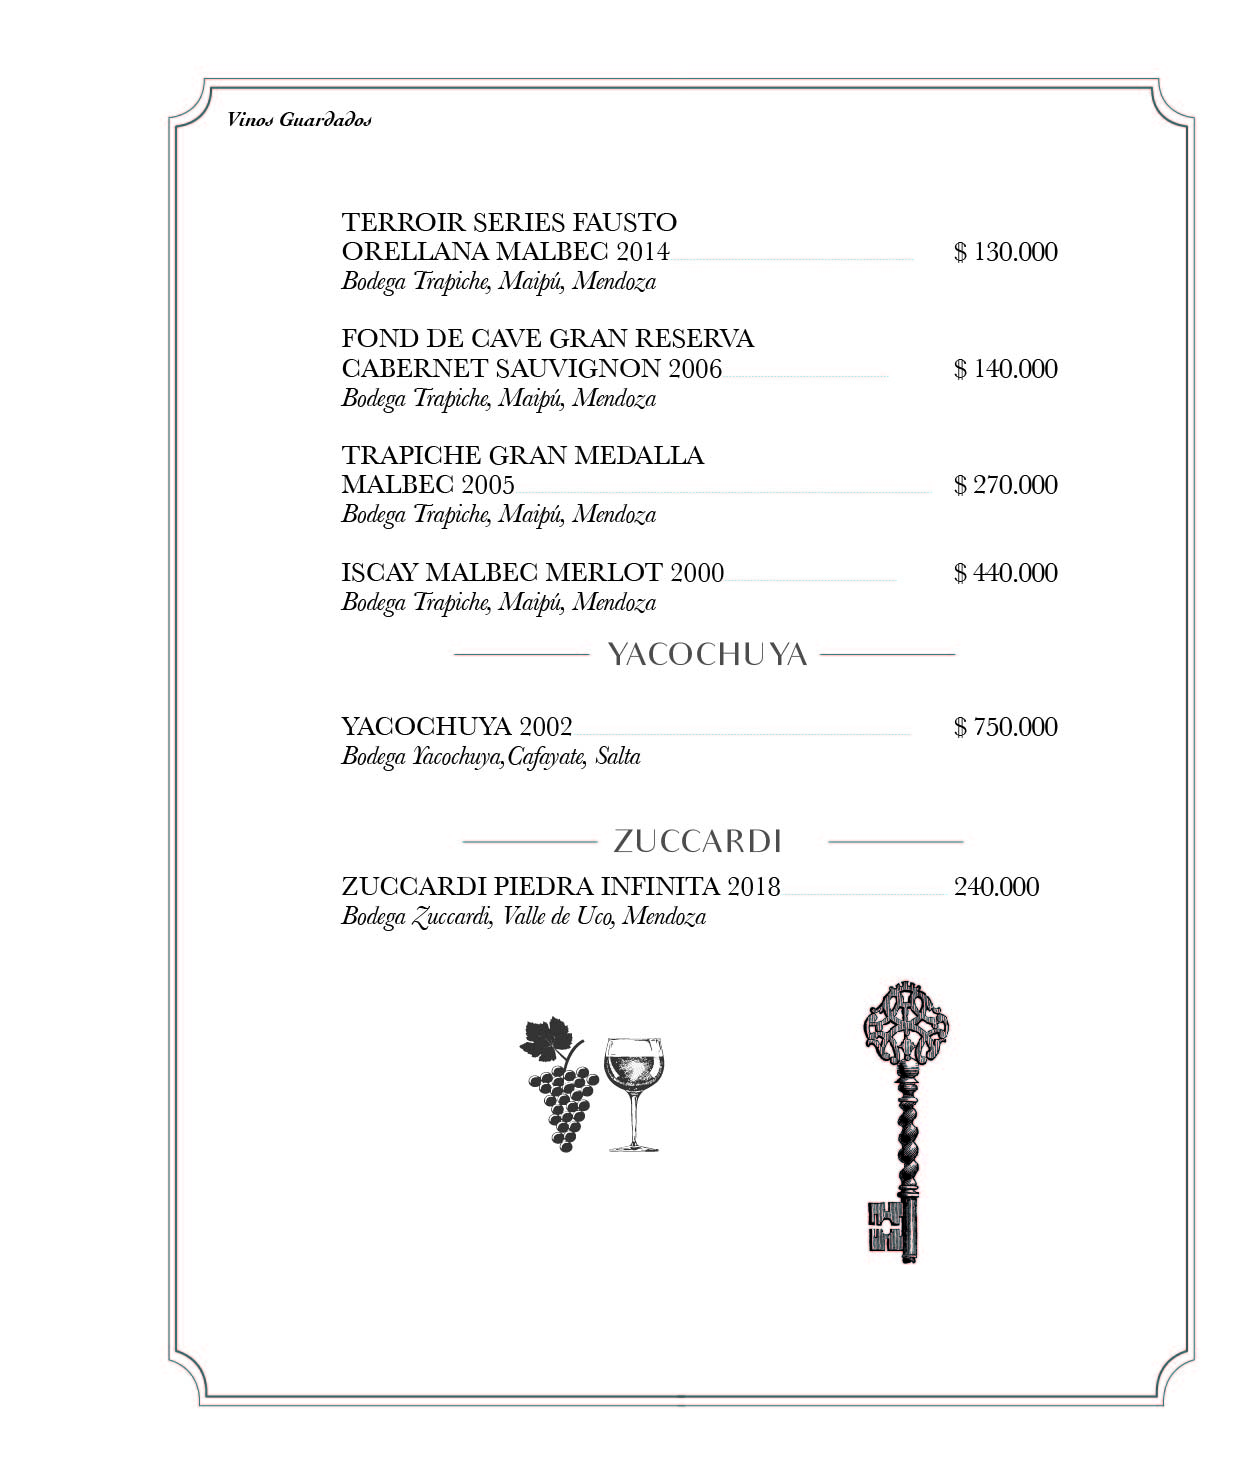 Vinos Guardados
TERROIR SERIES FAUSTO
ORELLANA MALBEC 2014 $ 130.000
Bodega Trapiche, Maipú, Mendoza
FOND DE CAVE GRAN RESERVA
CABERNET SAUVIGNON 2006 $ 140.000
Bodega Trapiche, Maipú, Mendoza
TRAPICHE GRAN MEDALLA
MALBEC 2005 $ 270.000
Bodega Trapiche, Maipú, Mendoza
ISCAY MALBEC MERLOT 2000 $ 440.000
Bodega Trapiche, Maipú, Mendoza
YACOCHUYA
YACOCHUYA 2002 $ 750.000
Bodega Yacochuya,Cafayate, Salta
ZUCCARDI
ZUCCARDI PIEDRA INFINITA 2018 240.000
Bodega Zuccardi, Valle de Uco, Mendoza